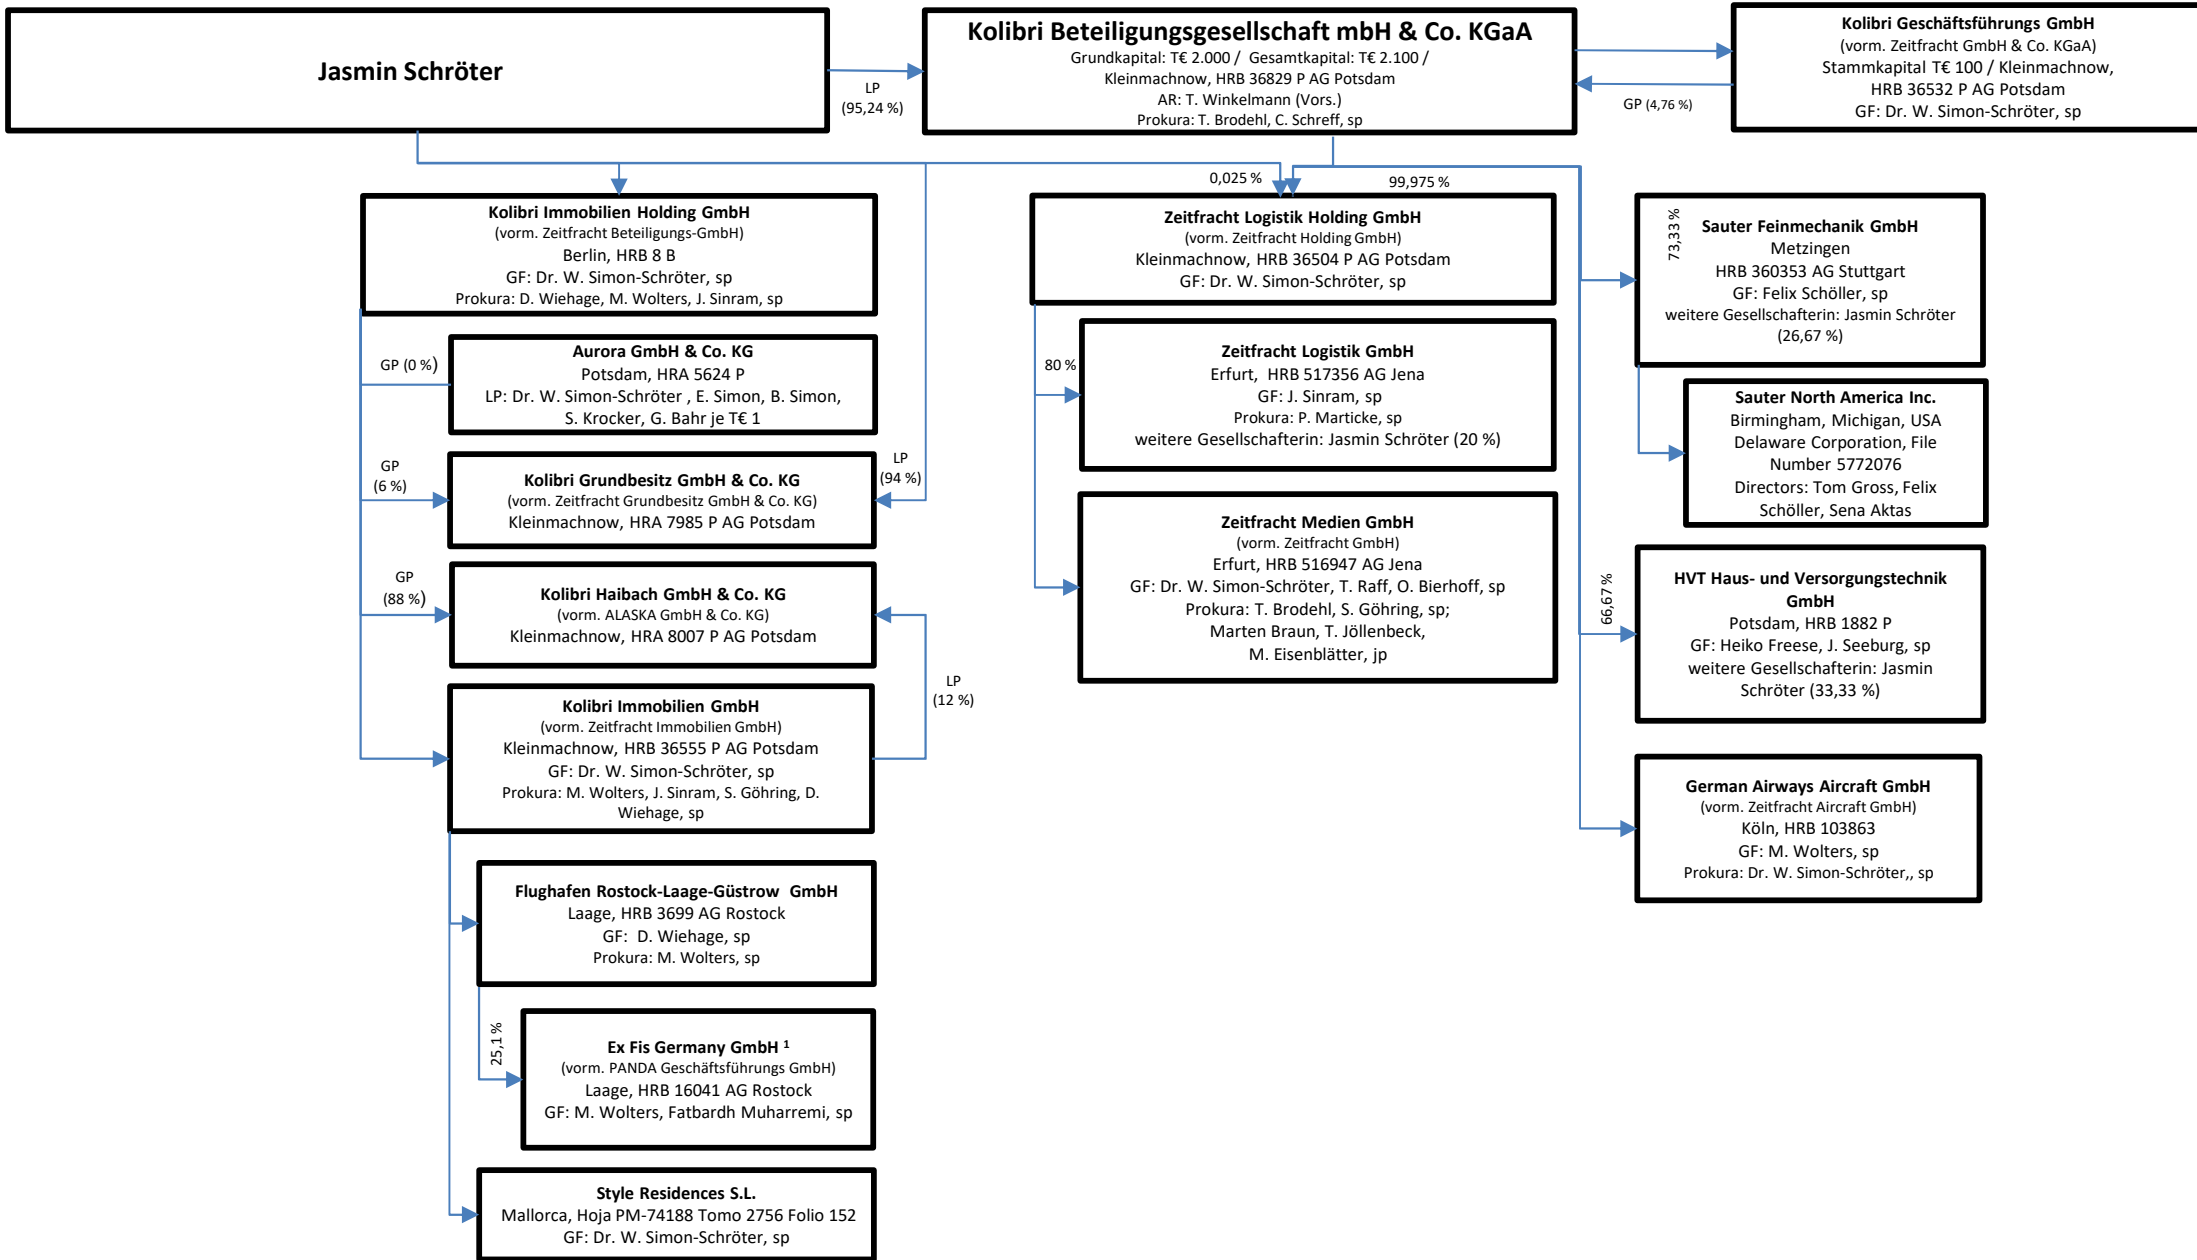 Jasmin Schröter
LP
(95,24 %)
Kolibri Beteiligungsgesellschaft mbH & Co. KGaA
Grundkapital: T€ 2.000 / Gesamtkapital: T€ 2.100 /
Kleinmachnow, HRB 36829 P AG Potsdam
AR: T. Winkelmann (Vors.)
Prokura: T. Brodehl, C. Schreff, sp
GP (4,76 %)
Kolibri Geschäftsführungs GmbH
(vorm. Zeitfracht GmbH & Co. KGaA)
Stammkapital T€ 100 / Kleinmachnow,
HRB 36532 P AG Potsdam
GF: Dr. W. Simon-Schröter, sp
Kolibri Immobilien Holding GmbH
(vorm. Zeitfracht Beteiligungs-GmbH)
Berlin, HRB 8 B
GF: Dr. W. Simon-Schröter, sp
Prokura: D. Wiehage, M. Wolters, J. Sinram, sp
GP (0 %)
Aurora GmbH & Co. KG
Potsdam, HRA 5624 P
LP: Dr. W. Simon-Schröter , E. Simon, B. Simon,
S. Krocker, G. Bahr je T€ 1
GP
(6 %)
Kolibri Grundbesitz GmbH & Co. KG
(vorm. Zeitfracht Grundbesitz GmbH & Co. KG)
Kleinmachnow, HRA 7985 P AG Potsdam
LP
(94 %)
GP
(88 %)
Kolibri Haibach GmbH & Co. KG
(vorm. ALASKA GmbH & Co. KG)
Kleinmachnow, HRA 8007 P AG Potsdam
LP
(12 %)
Kolibri Immobilien GmbH
(vorm. Zeitfracht Immobilien GmbH)
Kleinmachnow, HRB 36555 P AG Potsdam
GF: Dr. W. Simon-Schröter, sp
Prokura: M. Wolters, J. Sinram, S. Göhring, D.
Wiehage, sp
Flughafen Rostock-Laage-Güstrow GmbH
Laage, HRB 3699 AG Rostock
GF: D. Wiehage, sp
Prokura: M. Wolters, sp
25,1 %
Ex Fis Germany GmbH ¹
(vorm. PANDA Geschäftsführungs GmbH)
Laage, HRB 16041 AG Rostock
GF: M. Wolters, Fatbardh Muharremi, sp
Style Residences S.L.
Mallorca, Hoja PM-74188 Tomo 2756 Folio 152
GF: Dr. W. Simon-Schröter, sp
0,025 %
99,975 %
Zeitfracht Logistik Holding GmbH
(vorm. Zeitfracht Holding GmbH)
Kleinmachnow, HRB 36504 P AG Potsdam
GF: Dr. W. Simon-Schröter, sp
80 %
Zeitfracht Logistik GmbH
Erfurt, HRB 517356 AG Jena
GF: J. Sinram, sp
Prokura: P. Marticke, sp
weitere Gesellschafterin: Jasmin Schröter (20 %)
Zeitfracht Medien GmbH
(vorm. Zeitfracht GmbH)
Erfurt, HRB 516947 AG Jena
GF: Dr. W. Simon-Schröter, T. Raff, O. Bierhoff, sp
Prokura: T. Brodehl, S. Göhring, sp;
Marten Braun, T. Jöllenbeck,
M. Eisenblätter, jp
73,33 %
Sauter Feinmechanik GmbH
Metzingen
HRB 360353 AG Stuttgart
GF: Felix Schöller, sp
weitere Gesellschafterin: Jasmin Schröter
(26,67 %)
Sauter North America Inc.
Birmingham, Michigan, USA
Delaware Corporation, File
Number 5772076
Directors: Tom Gross, Felix
Schöller, Sena Aktas
66,67 %
HVT Haus- und Versorgungstechnik
GmbH
Potsdam, HRB 1882 P
GF: Heiko Freese, J. Seeburg, sp
weitere Gesellschafterin: Jasmin
Schröter (33,33 %)
German Airways Aircraft GmbH
(vorm. Zeitfracht Aircraft GmbH)
Köln, HRB 103863
GF: M. Wolters, sp
Prokura: Dr. W. Simon-Schröter,, sp